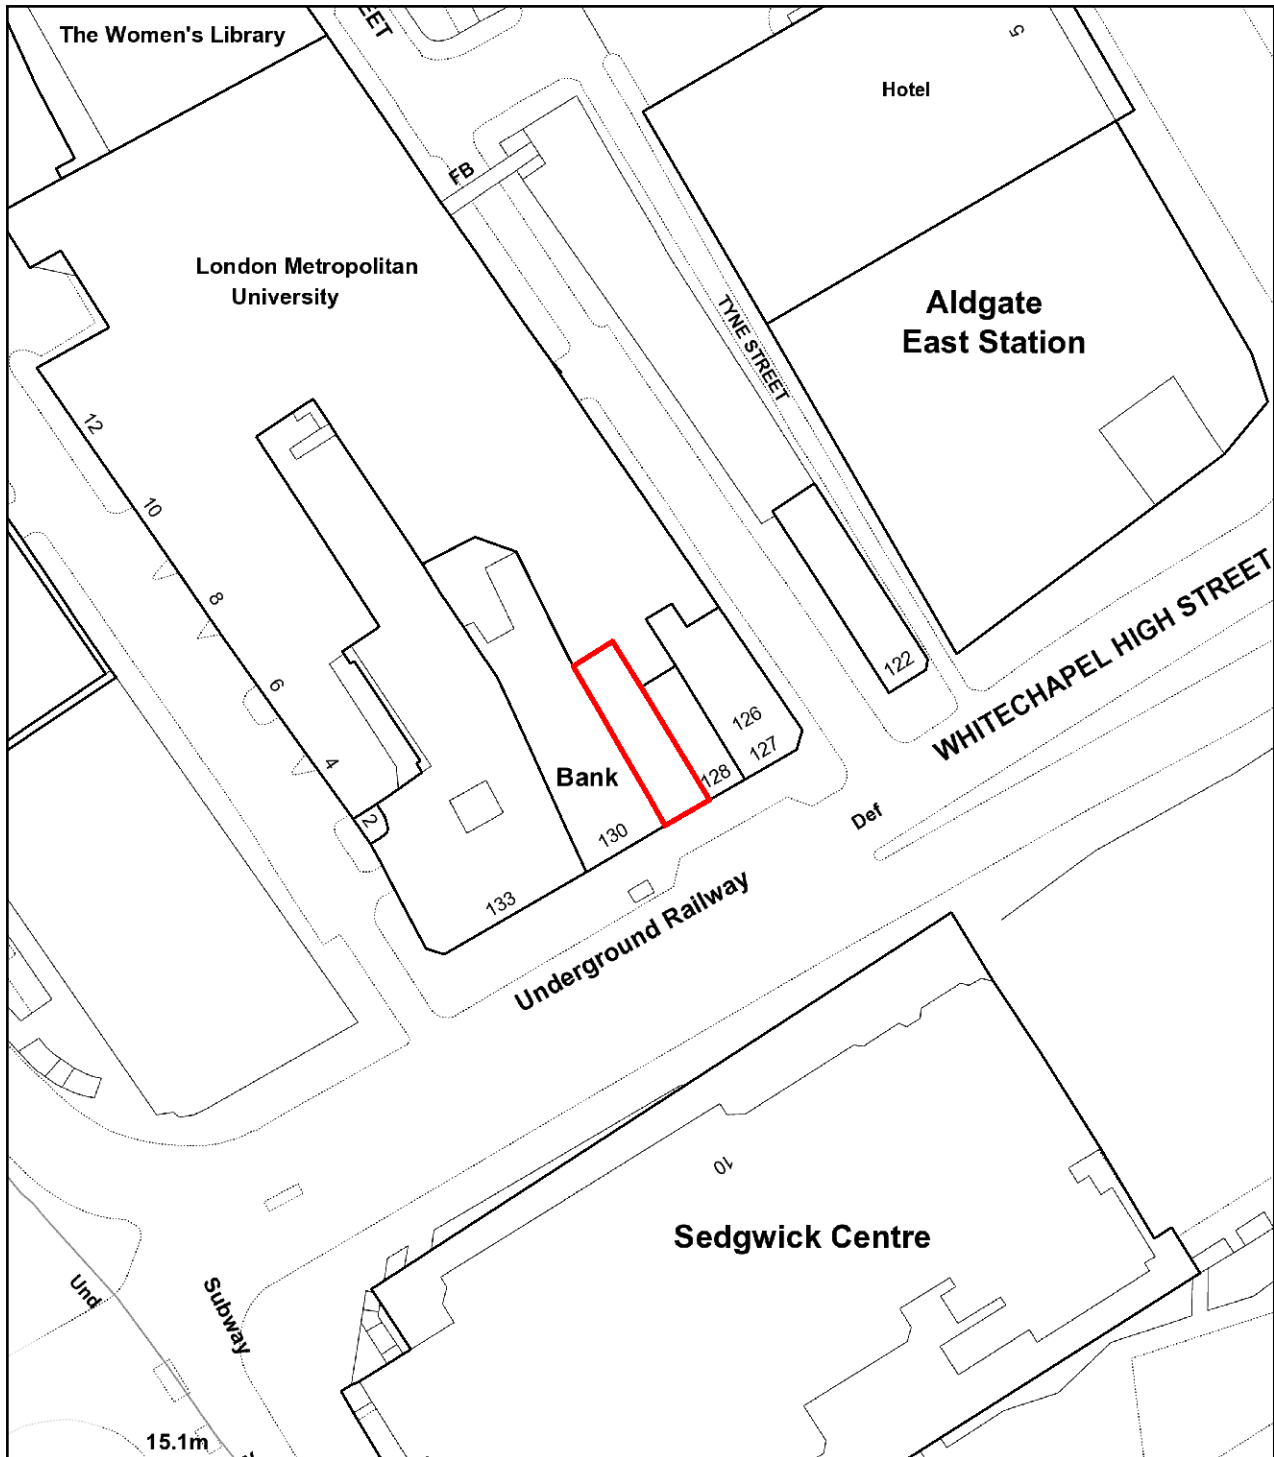 The Women's Library
EET
5
Hotel
FB
London Metropolitan
University
TYNE STREET
Aldgate
East Station
12
10
8
6
4
2
122
WHITECHAPEL HIGH STREET
126
127
128
Bank
130
133
Def
Underground Railway
10
Sedgwick Centre
Und
Subway
15.1m